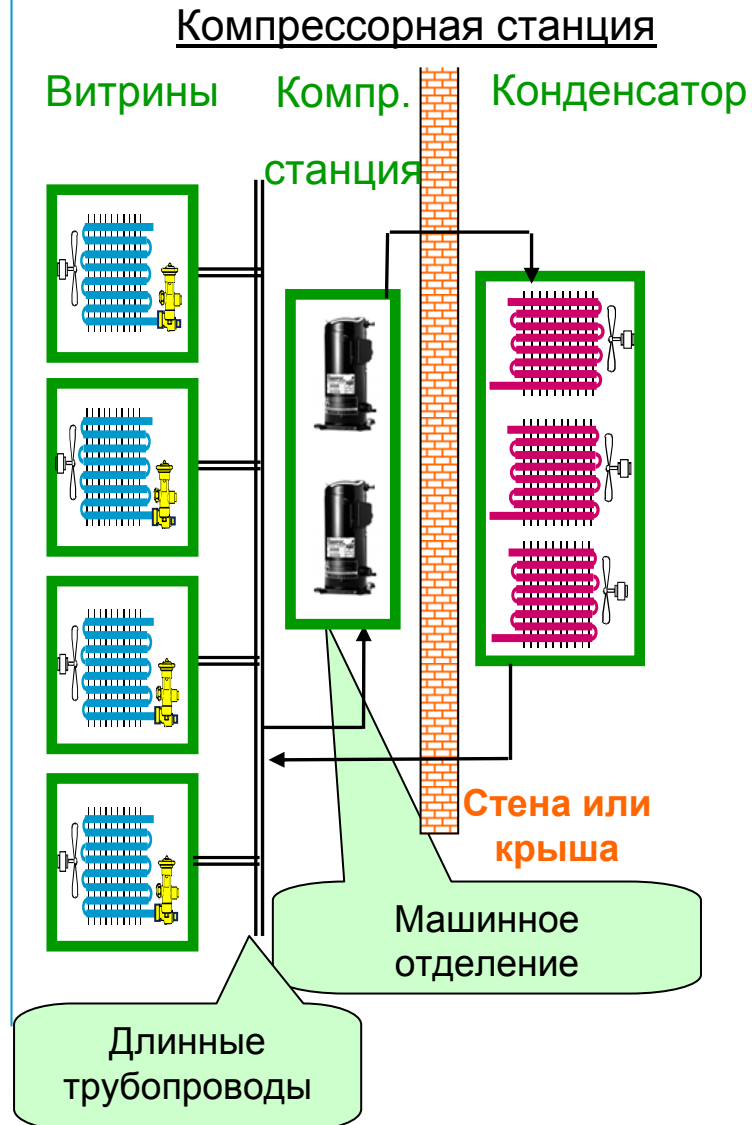 Компрессорная станция
Витрины
Компр.
станция
Конденсатор
Стена или
крыша
Машинное
отделение
Длинные
трубопроводы